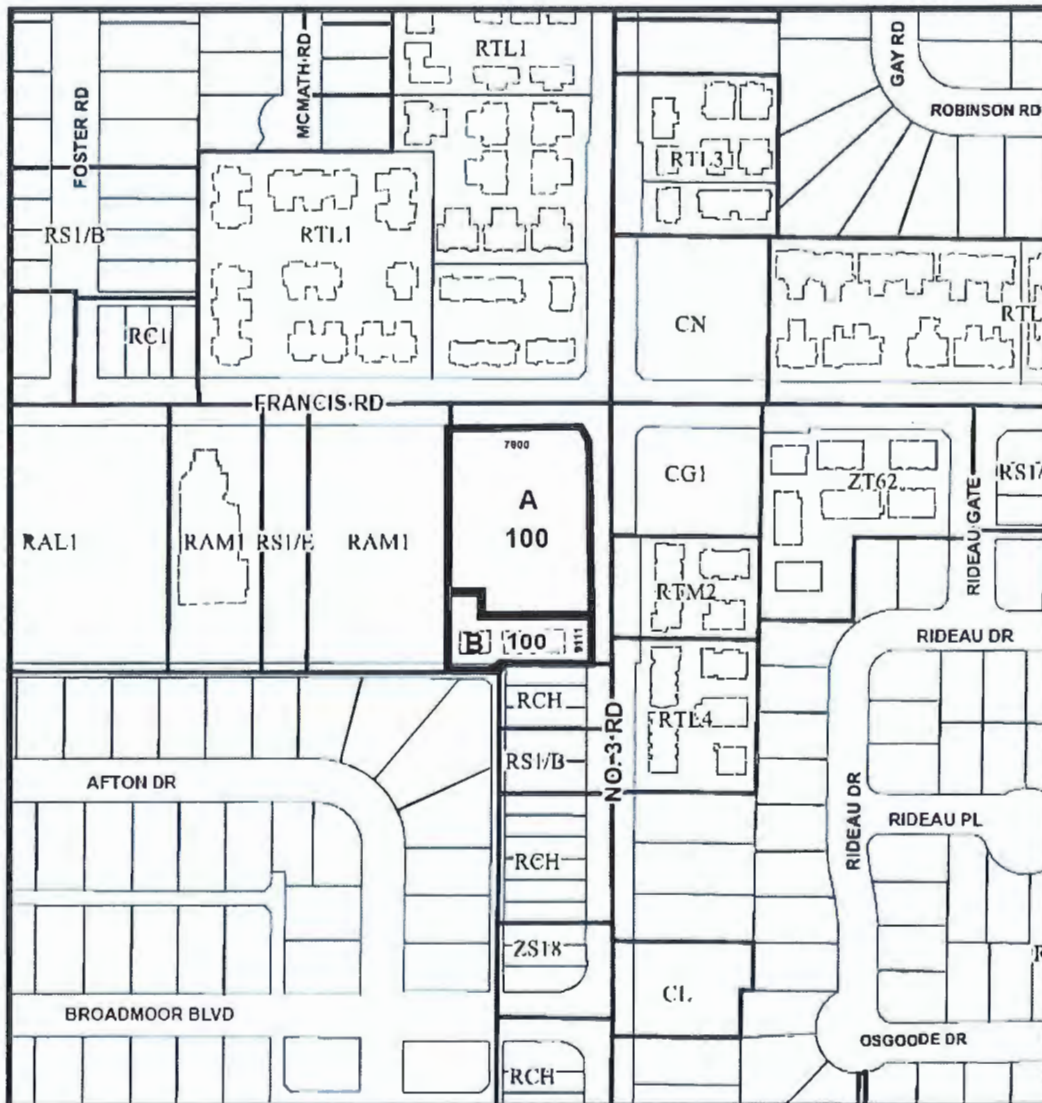 RTL1
GAY RD
MCMATH RD
FOSTER RD
ROBINSON RD
RTL3
RS1/B
RTL1
CN
RTL
RC1
FRANCIS RD
7900
CG1
ZT62
RS1/
A
100
RIDEAU GATE
RAL1
RAM1
RS1/E
RAM1
RTM2
B
100
9111
RIDEAU DR
RCH
RTL4
NO. 3 RD
RS1/B
AFTON DR
RIDEAU PL
RIDEAU DR
RCH
ZS18
CL
BROADMOOR BLVD
OSGOODE DR
RCH